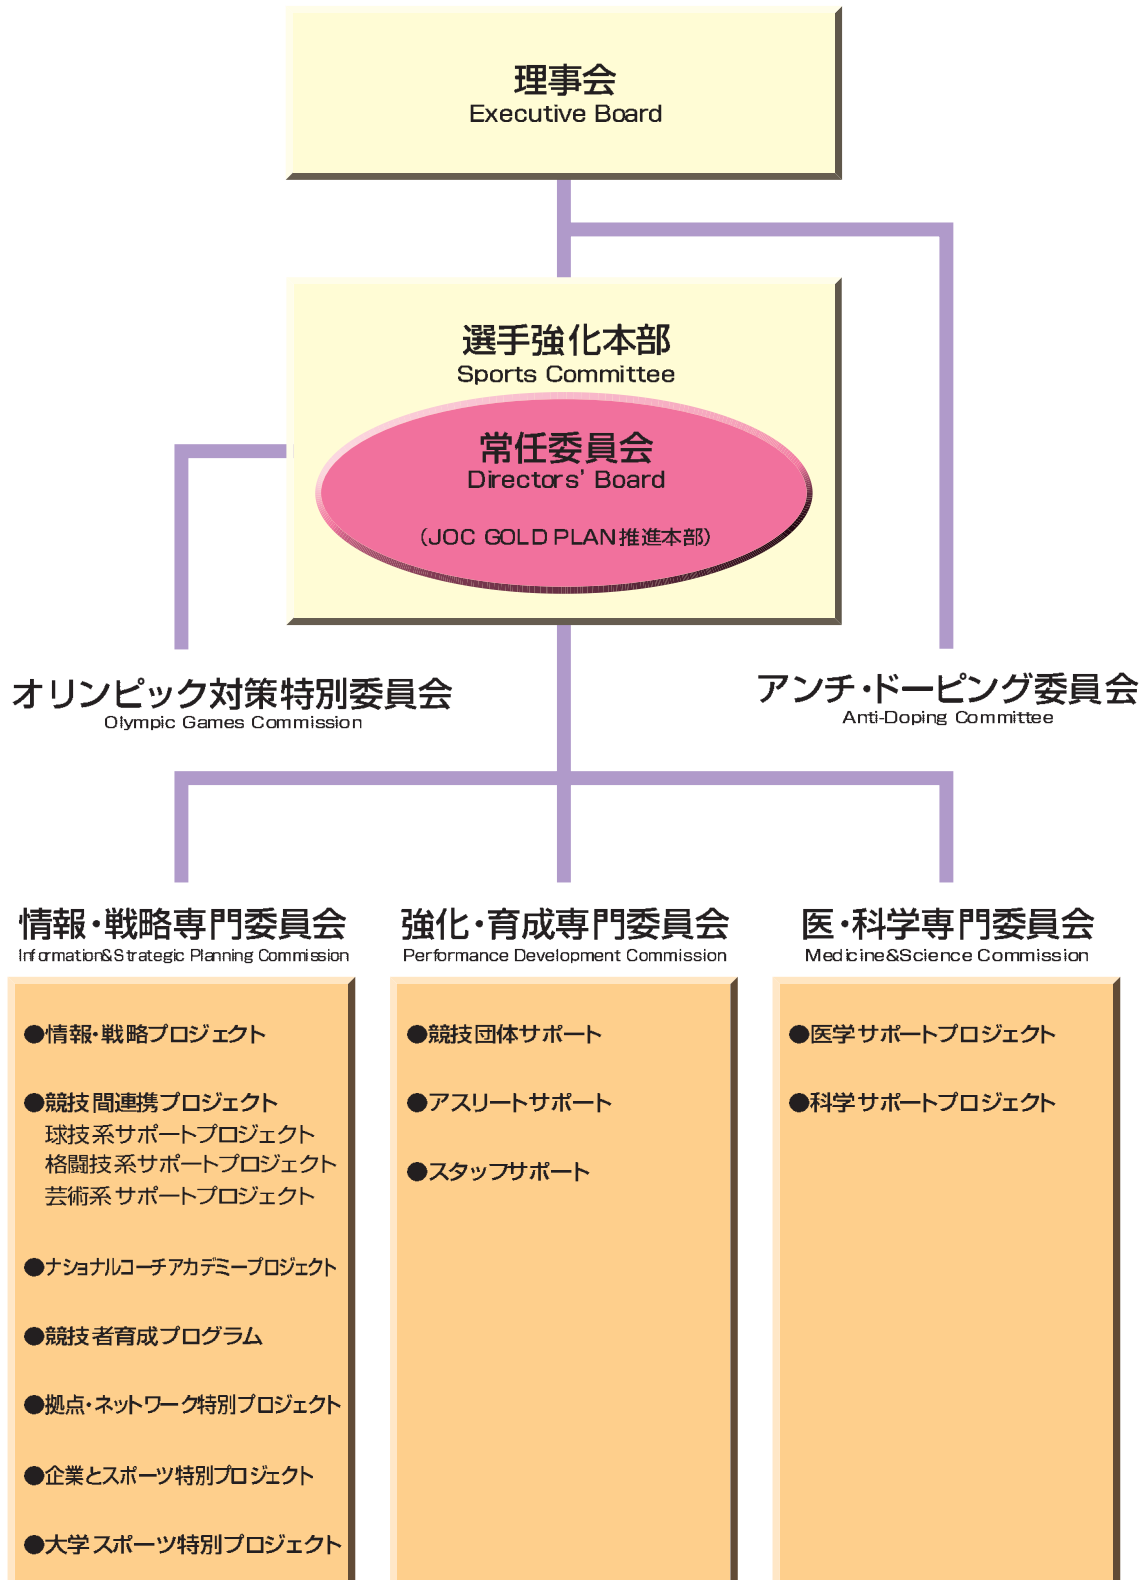 理事会
Executive Board
選手強化本部
Sports Committee
常任委員会
Directors' Board
（JOC GOLD PLAN推進本部）
オリンピック対策特別委員会
Olympic Games Commission
アンチ・ドーピング委員会
Anti-Doping Committee
情報・戦略専門委員会
Information&Strategic Planning Commission
●情報・戦略プロジェクト
●競技間連携プロジェクト
球技系サポートプロジェクト
格闘技系サポートプロジェクト
芸術系サポートプロジェクト
●ナショナルコーチアカデミープロジェクト
●競技者育成プログラム
●拠点・ネットワーク特別プロジェクト
●企業とスポーツ特別プロジェクト
●大学スポーツ特別プロジェクト
強化・育成専門委員会
Performance Development Commission
●競技団体サポート
●アスリートサポート
●スタッフサポート
医・科学専門委員会
Medicine&Science Commission
●医学サポートプロジェクト
●科学サポートプロジェクト